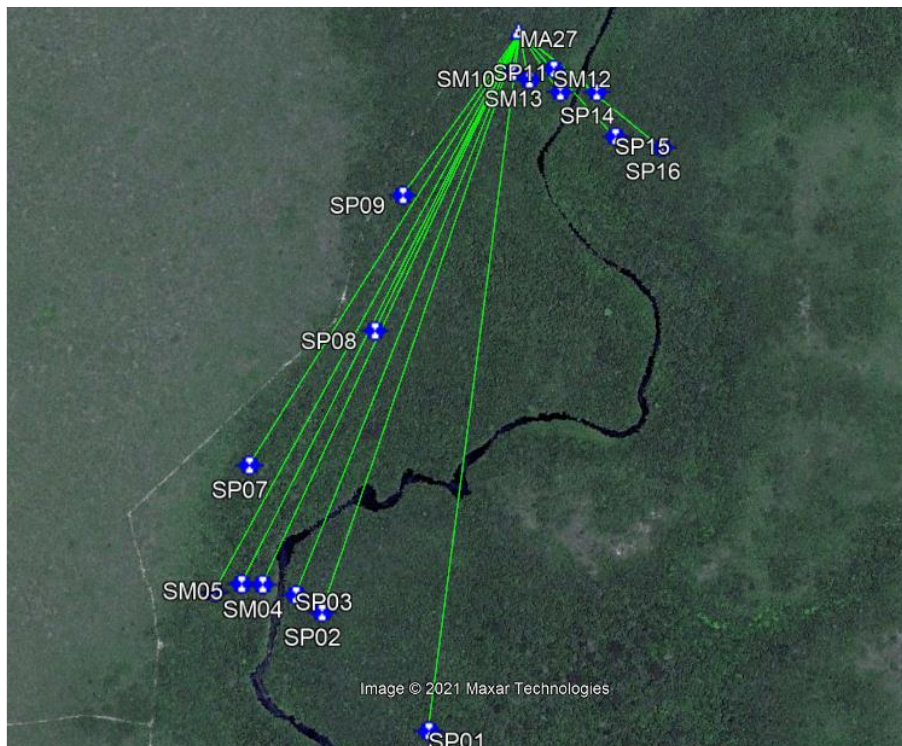 MA27
SM10
SP11
SM12
SM13
SP14
SP15
SP16
SP09
SP08
SP07
SM05
SM04
SP03
SP02
Image © 2021 Maxar Technologies
SP01